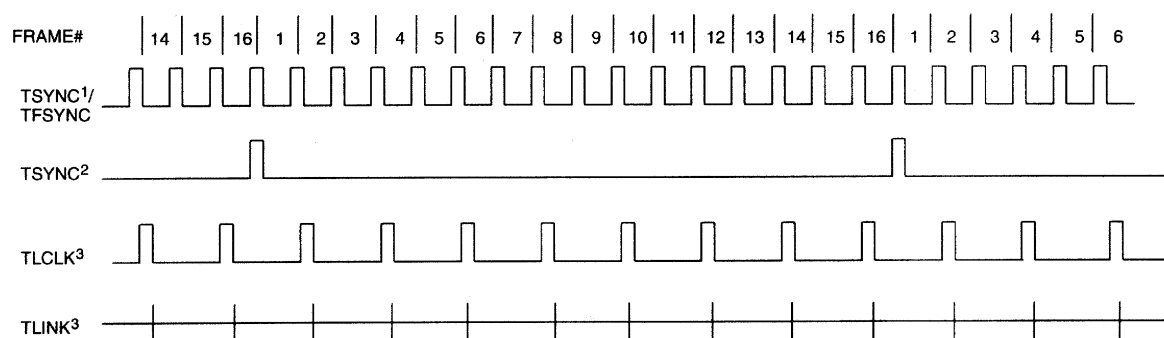 FRAME# 14 15 16 1 2 3 4 5 6 7 8 9 10 11 12 13 14 15 16 1 2 3 4 5 6
TSYNC1/
TFSYNC
TSYNC2
TLCLK3
TLINK3